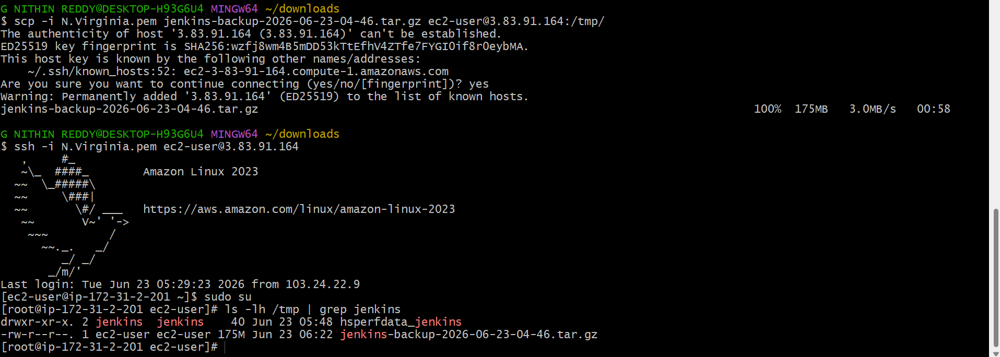 G NITHIN REDDY@DESKTOP-H93G6U4 MINGW64 ~/downloads
$ scp -i N.Virginia.pem jenkins-backup-2026-06-23-04-46.tar.gz ec2-user@3.83.91.164:/tmp/
The authenticity of host '3.83.91.164 (3.83.91.164)' can't be established.
ED25519 key fingerprint is SHA256:wzfj8wm4B5mDD53kTtEfhV4ZTfe7FYGIOif8rOeybMA.
This host key is known by the following other names/addresses:
    ~/.ssh/known_hosts:52: ec2-3-83-91-164.compute-1.amazonaws.com
Are you sure you want to continue connecting (yes/no/[fingerprint])? yes
Warning: Permanently added '3.83.91.164' (ED25519) to the list of known hosts.
jenkins-backup-2026-06-23-04-46.tar.gz                                                                         100%  175MB   3.0MB/s   00:58

G NITHIN REDDY@DESKTOP-H93G6U4 MINGW64 ~/downloads
$ ssh -i N.Virginia.pem ec2-user@3.83.91.164
   ,     #_
   ~\_  ####_        Amazon Linux 2023
  ~~  \_#####\
  ~~     \###|
  ~~       \#/ ___   https://aws.amazon.com/linux/amazon-linux-2023
   ~~       V~' '->
    ~~~         /
      ~~._.   _/
         _/ _/
       _/m/'
Last login: Tue Jun 23 05:29:23 2026 from 103.24.22.9
[ec2-user@ip-172-31-2-201 ~]$ sudo su
[root@ip-172-31-2-201 ec2-user]# ls -lh /tmp | grep jenkins
drwxr-xr-x. 2 jenkins  jenkins    40 Jun 23 05:48 hsperfdata_jenkins
-rw-r--r--. 1 ec2-user ec2-user 175M Jun 23 06:22 jenkins-backup-2026-06-23-04-46.tar.gz
[root@ip-172-31-2-201 ec2-user]#